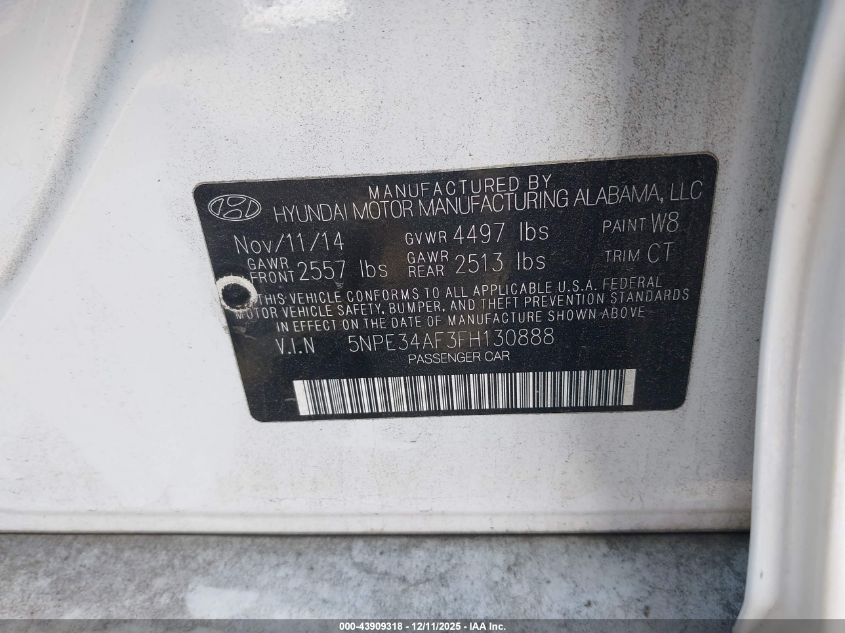 MANUFACTURED BY
HYUNDAI MOTOR MANUFACTURING ALABAMA, LLC
Nov/11/14 GVWR 4497 lbs PAINT W8
GAWR FRONT 2557 lbs GAWR REAR 2513 lbs TRIM CT
THIS VEHICLE CONFORMS TO ALL APPLICABLE U.S.A. FEDERAL
MOTOR VEHICLE SAFETY, BUMPER, AND THEFT PREVENTION STANDARDS
IN EFFECT ON THE DATE OF MANUFACTURE SHOWN ABOVE
V.I.N 5NPE34AF3FH130888
PASSENGER CAR
000-43909318 - 12/11/2025 - IAA Inc.